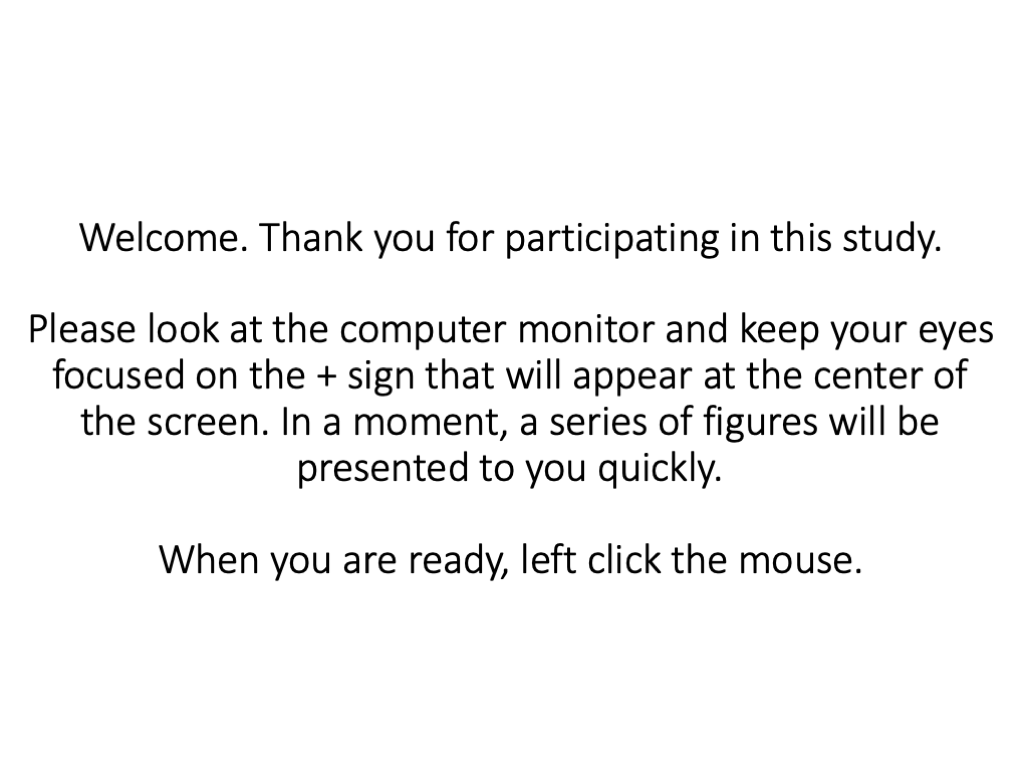 Welcome. Thank you for participating in this study.
Please look at the computer monitor and keep your eyes
focused on the + sign that will appear at the center of
the screen. In a moment, a series of figures will be
presented to you quickly.
When you are ready, left click the mouse.